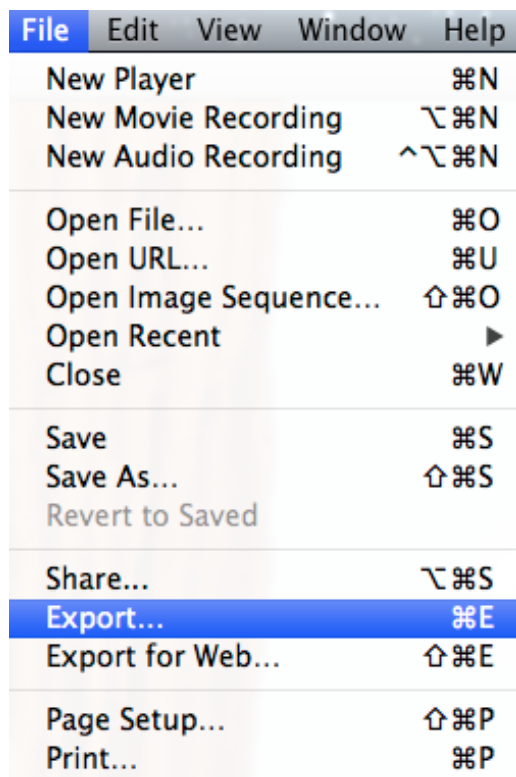 File Edit View Window Help
New Player ⌘N
New Movie Recording ⌥⌘N
New Audio Recording ^⌥⌘N
Open File... ⌘O
Open URL... ⌘U
Open Image Sequence... ⇧⌘O
Open Recent ▶
Close ⌘W
Save ⌘S
Save As... ⇧⌘S
Revert to Saved
Share... ⌥⌘S
Export... ⌘E
Export for Web... ⇧⌘E
Page Setup... ⇧⌘P
Print... ⌘P